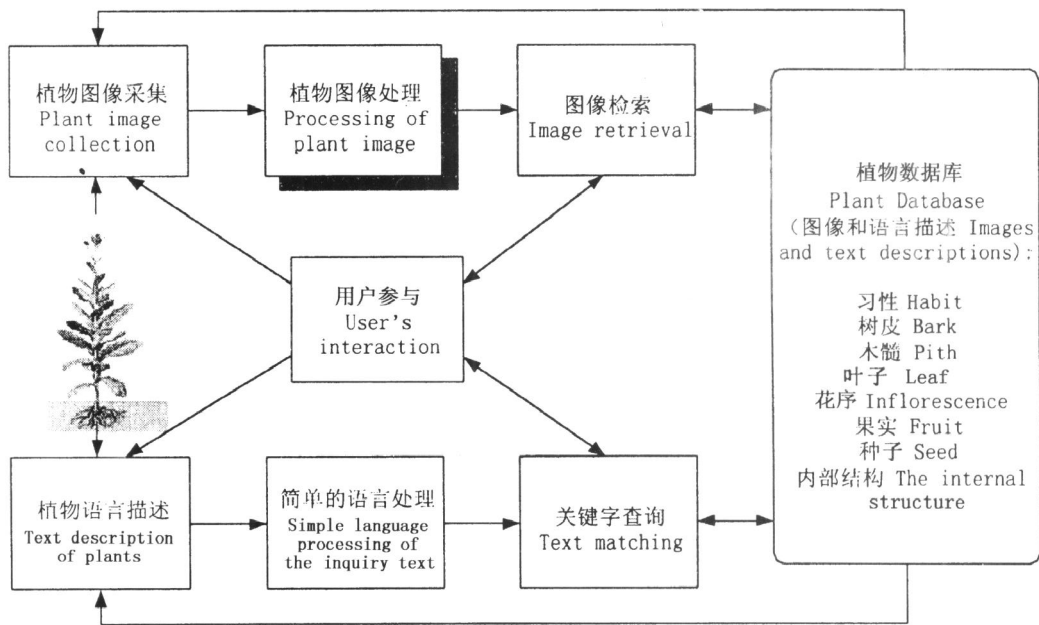 植物图像采集
Plant image
collection
植物图像处理
Processing of
plant image
图像检索
Image retrieval
用户参与
User's
interaction
植物语言描述
Text description
of plants
简单的语言处理
Simple language
processing of
the inquiry text
关键字查询
Text matching
植物数据库
Plant Database
(图像和语言描述 Images
and text descriptions):
习性 Habit
树皮 Bark
木髓 Pith
叶子 Leaf
花序 Inflorescence
果实 Fruit
种子 Seed
内部结构 The internal
structure